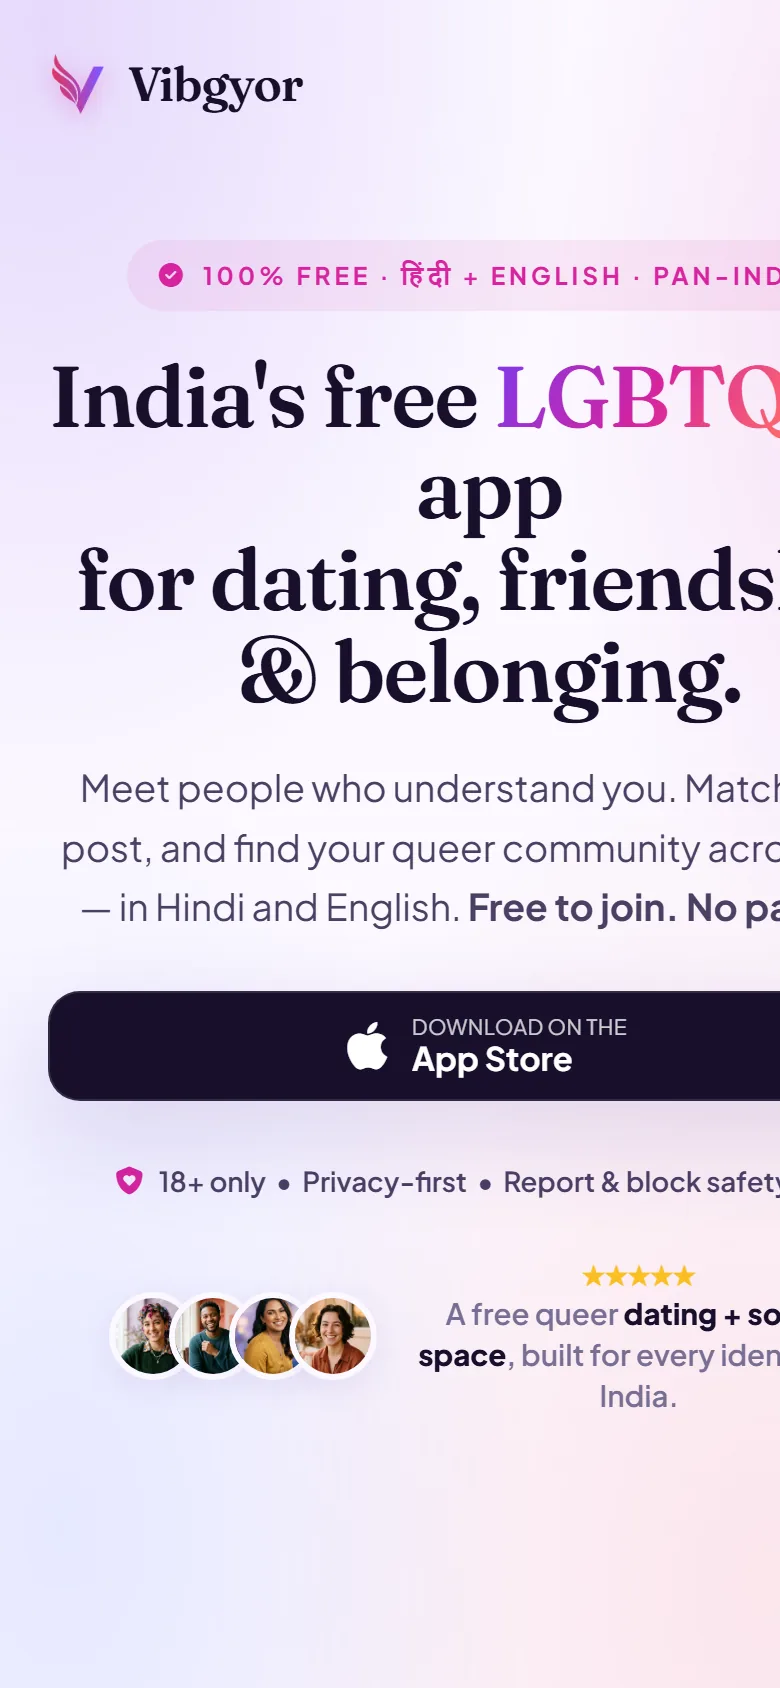 Vibgyor
100% FREE · हिंदी + ENGLISH · PAN-IND
India's free LGBTQ
app
for dating, friends
& belonging.
Meet people who understand you. Match
post, and find your queer community acro
— in Hindi and English. Free to join. No pa
DOWNLOAD ON THE
App Store
18+ only • Privacy-first • Report & block safety
★★★★★
A free queer dating + so
space, built for every iden
India.